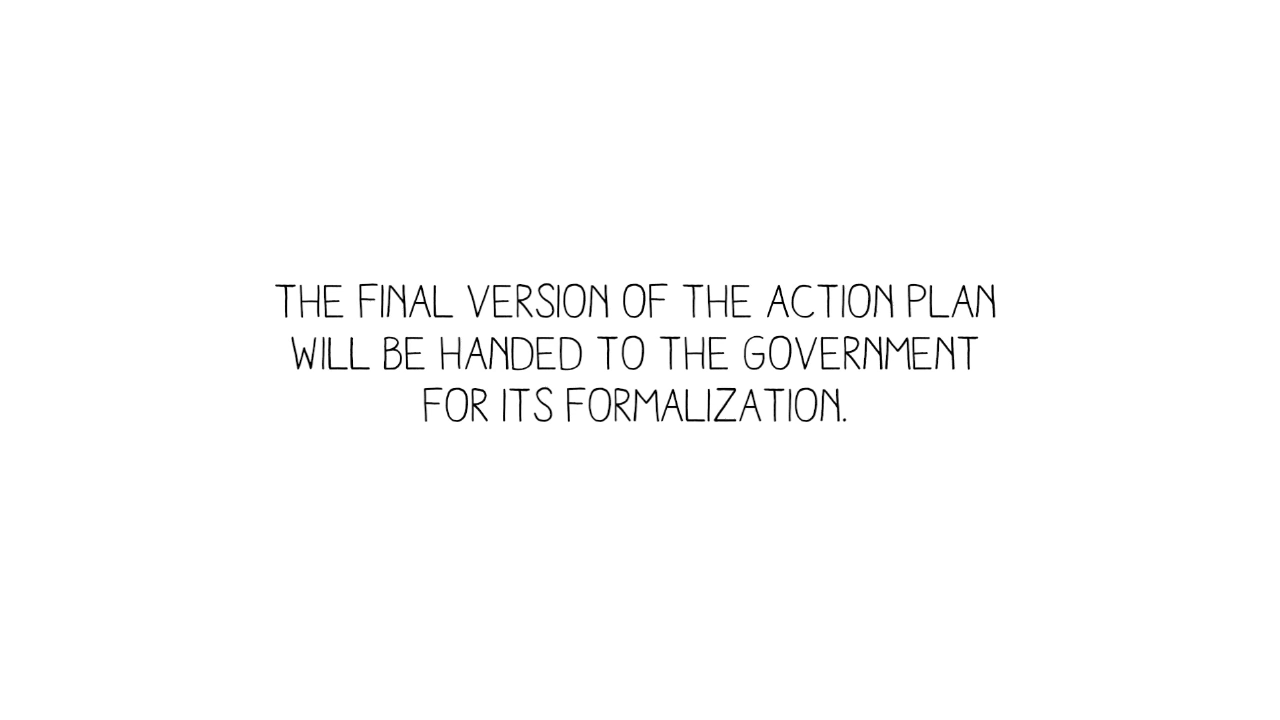 THE FINAL VERSION OF THE ACTION PLAN
WILL BE HANDED TO THE GOVERNMENT
FOR ITS FORMALIZATION.